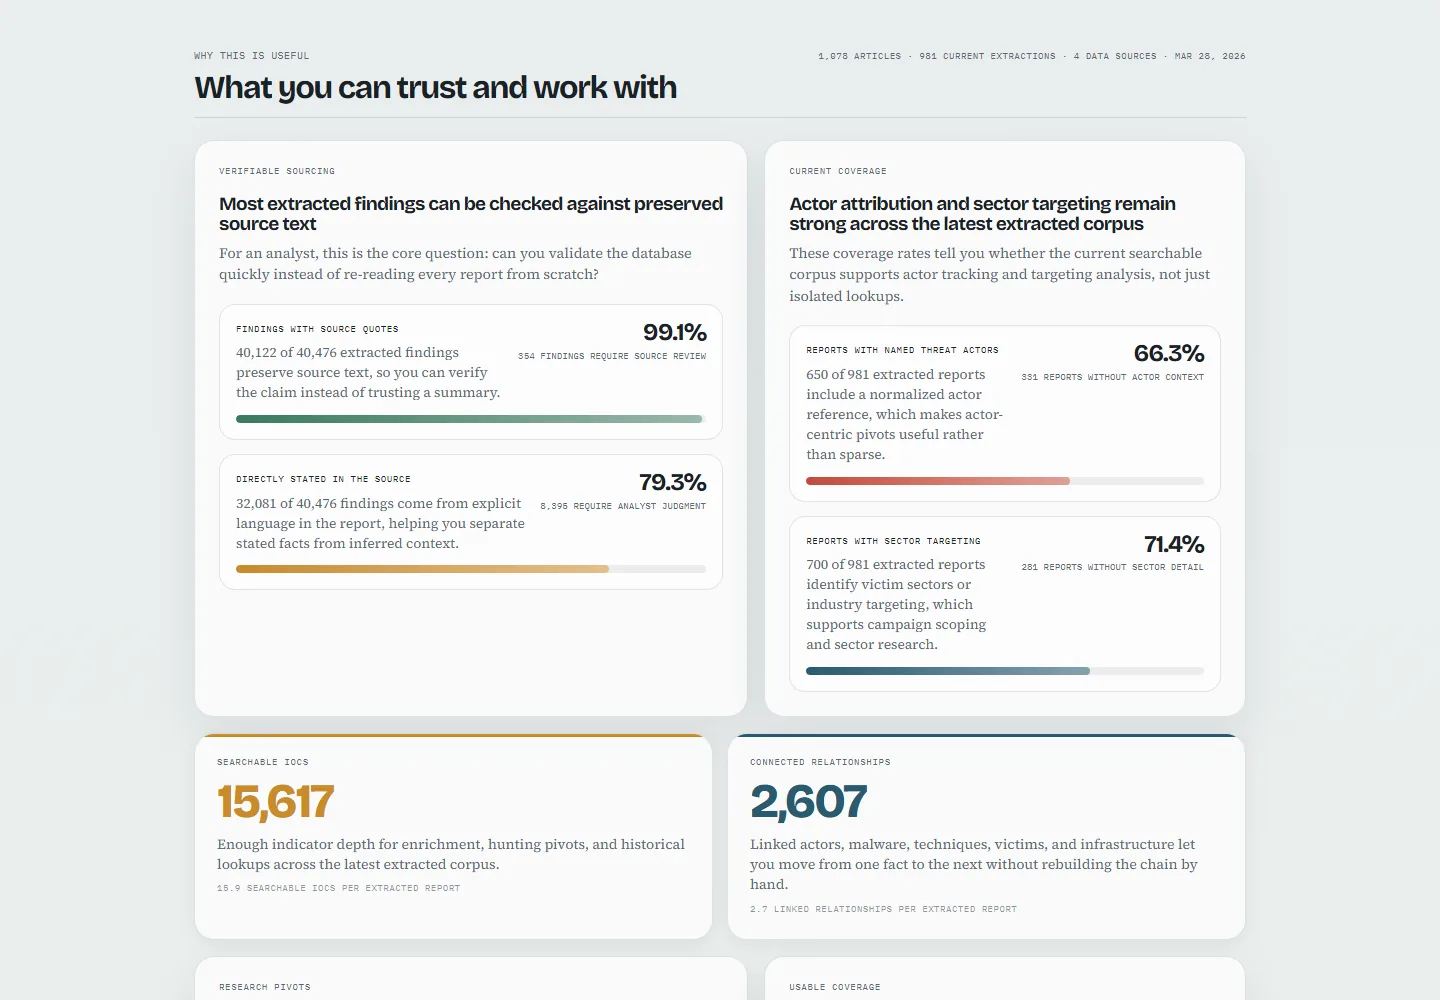 WHY THIS IS USEFUL
1,078 ARTICLES · 981 CURRENT EXTRACTIONS · 4 DATA SOURCES · MAR 28, 2026
What you can trust and work with
VERIFIABLE SOURCING
Most extracted findings can be checked against preserved
source text
For an analyst, this is the core question: can you validate the database
quickly instead of re-reading every report from scratch?
FINDINGS WITH SOURCE QUOTES
99.1%
40,122 of 40,476 extracted findings
preserve source text, so you can verify
the claim instead of trusting a summary.
354 FINDINGS REQUIRE SOURCE REVIEW
DIRECTLY STATED IN THE SOURCE
79.3%
32,081 of 40,476 findings come from explicit
language in the report, helping you separate
stated facts from inferred context.
8,395 REQUIRE ANALYST JUDGMENT
CURRENT COVERAGE
Actor attribution and sector targeting remain
strong across the latest extracted corpus
These coverage rates tell you whether the current searchable
corpus supports actor tracking and targeting analysis, not just
isolated lookups.
REPORTS WITH NAMED THREAT ACTORS
66.3%
650 of 981 extracted reports
include a normalized actor
reference, which makes actor-
centric pivots useful rather
than sparse.
331 REPORTS WITHOUT ACTOR CONTEXT
REPORTS WITH SECTOR TARGETING
71.4%
700 of 981 extracted reports
identify victim sectors or
industry targeting, which
supports campaign scoping
and sector research.
281 REPORTS WITHOUT SECTOR DETAIL
SEARCHABLE IOCS
15,617
Enough indicator depth for enrichment, hunting pivots, and historical
lookups across the latest extracted corpus.
15.9 SEARCHABLE IOCS PER EXTRACTED REPORT
CONNECTED RELATIONSHIPS
2,607
Linked actors, malware, techniques, victims, and infrastructure let
you move from one fact to the next without rebuilding the chain by
hand.
2.7 LINKED RELATIONSHIPS PER EXTRACTED REPORT
RESEARCH PIVOTS
USABLE COVERAGE